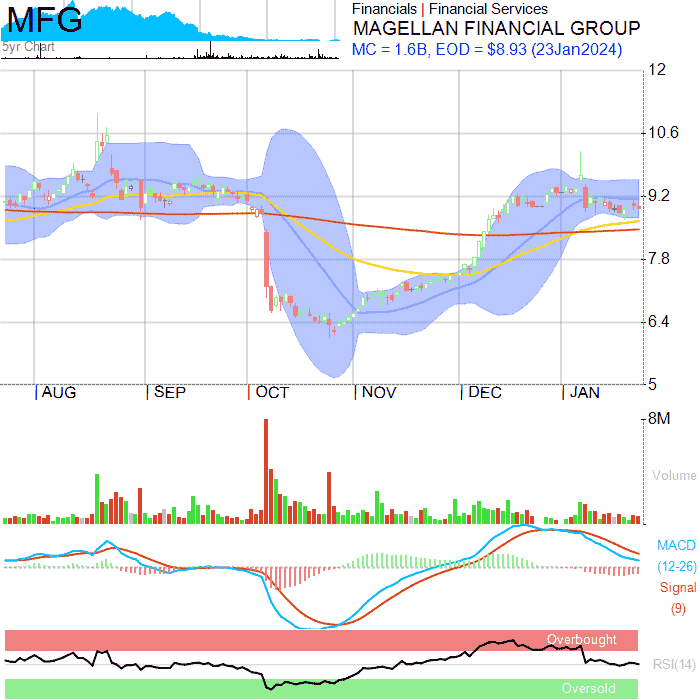 MFG
5yr Chart
Financials | Financial Services
MAGELLAN FINANCIAL GROUP
MC = 1.6B, EOD = $8.93 (23Jan2024)
12
10.6
9.2
7.8
6.4
5
AUG SEP OCT NOV DEC JAN
8M
Volume
MACD
(12-26)
Signal
(9)
Overbought
RSI(14)
Oversold